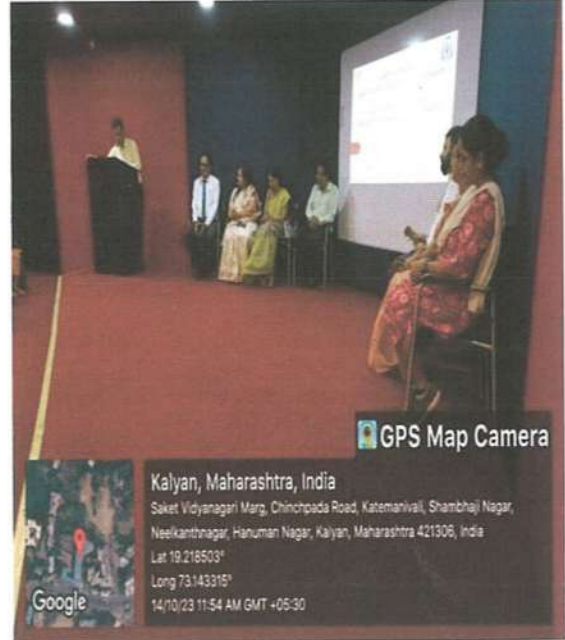 GPS Map Camera
Kalyan, Maharashtra, India
Saket Vidyanagari Marg, Chinchpada Road, Katemanivali, Shambhaji Nagar,
Neelkanthnagar, Hanuman Nagar, Kalyan, Maharashtra 421306, India
Lat 19.218503°
Long 73.143315°
14/10/23 11:54 AM GMT +05:30
Google